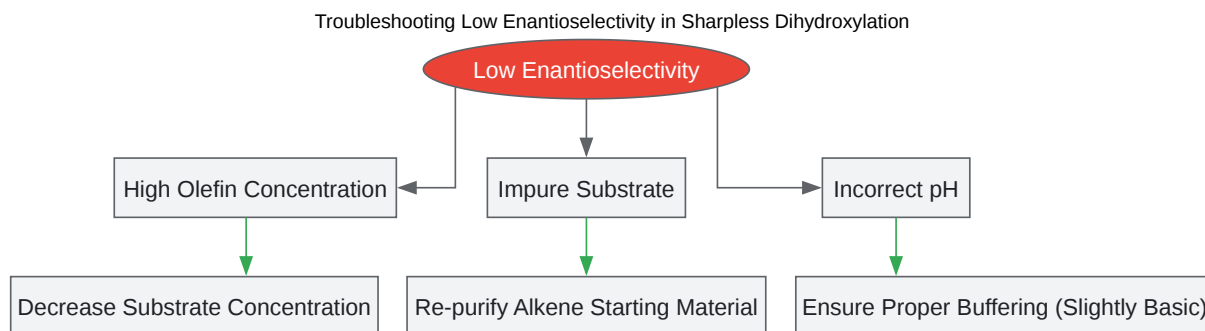 Troubleshooting Low Enantioselectivity in Sharpless Dihydroxylation
Low Enantioselectivity
High Olefin Concentration
Impure Substrate
Incorrect pH
Decrease Substrate Concentration
Re-purify Alkene Starting Material
Ensure Proper Buffering (Slightly Basic)